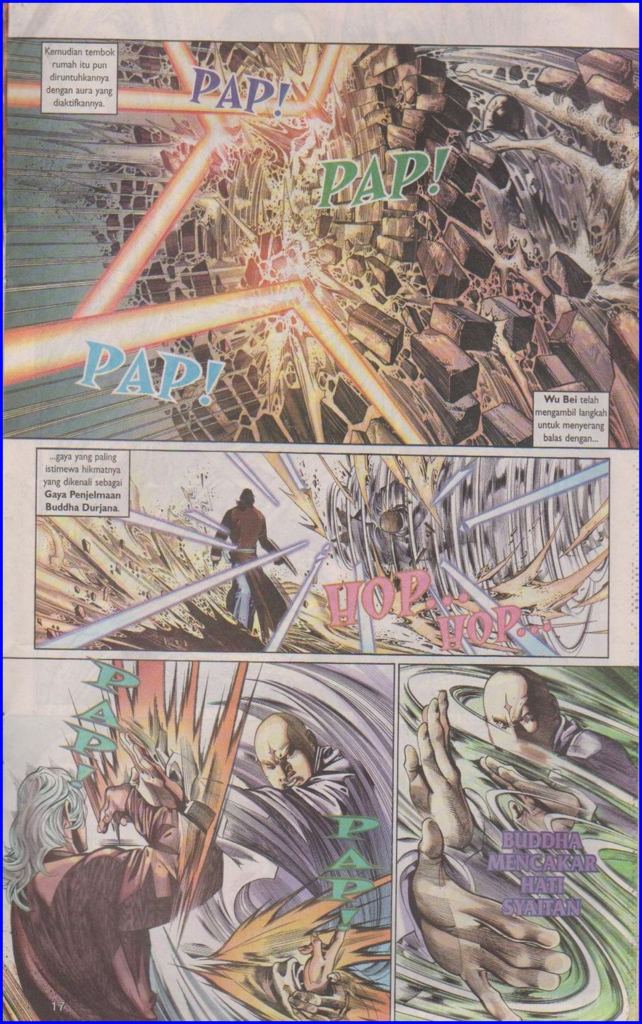 Kemudian tembok
rumah itu pun
diruntuhkannya
dengan aura yang
diaktifkannya.
PAP!
PAP!
PAP!
Wu Bei telah
mengambil langkah
untuk menyerang
balas dengan...
...gaya yang paling
istimewa hikmatnya
yang dikenali sebagai
Gaya Penjelmaan
Buddha Durjana.
HOP...
HOP...
PAP!
PAP!
BUDDHA
MENCAKAR
HATI
SYAITAN
17